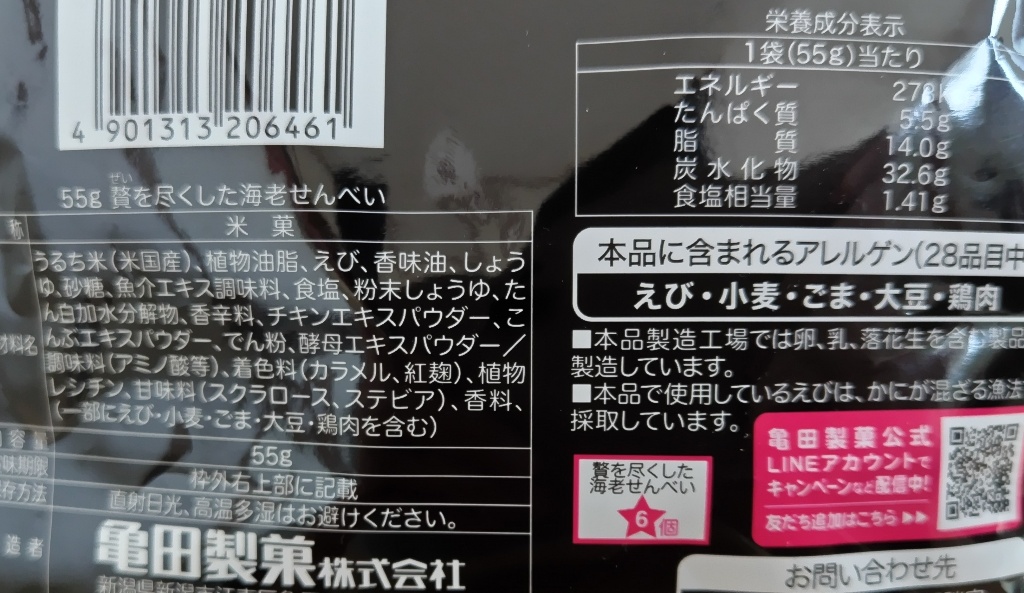 4 901313 206461
ぜい
55g 贅を尽くした海老せんべい
称 米菓
うるち米(米国産)、植物油脂、えび、香味油、しょう
ゆ、砂糖、魚介エキス調味料、食塩、粉末しょうゆ、た
ん白加水分解物、香辛料、チキンエキスパウダー、こ
材料名 んぶエキスパウダー、でん粉、酵母エキスパウダー/
調味料(アミノ酸等)、着色料(カラメル、紅麹)、植物
レシチン、甘味料(スクラロース、ステビア)、香料、
(一部にえび・小麦・ごま・大豆・鶏肉を含む)
容量 55g
味期限 枠外右上部に記載
存方法 直射日光、高温多湿はお避けください。
造者 亀田製菓株式会社
栄養成分表示
1袋(55g)当たり
エネルギー
たんぱく質 5.5g
脂質 14.0g
炭水化物 32.6g
食塩相当量 1.41g
本品に含まれるアレルゲン(28品目中
えび・小麦・ごま・大豆・鶏肉
■本品製造工場では卵、乳、落花生を含む製品
製造しています。
■本品で使用しているえびは、かにが混ざる漁法
採取しています。
贅を尽くした
海老せんべい
6個
亀田製菓公式
LINEアカウントで
キャンペーンなど配信中!
友だち追加はこちら▶▶
お問い合わせ先